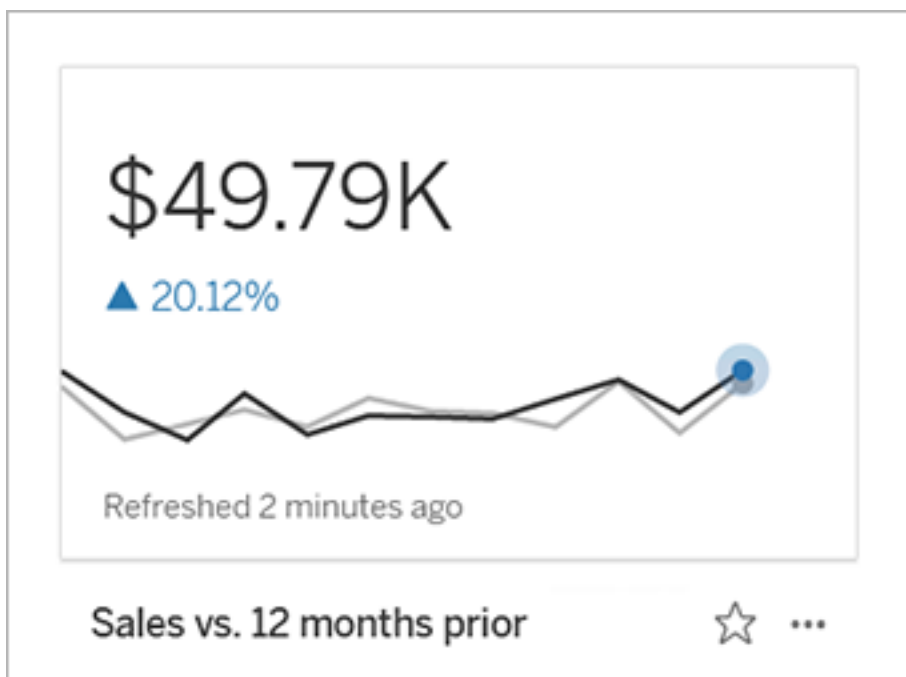 $49.79K
▲ 20.12%
Refreshed 2 minutes ago
Sales vs. 12 months prior